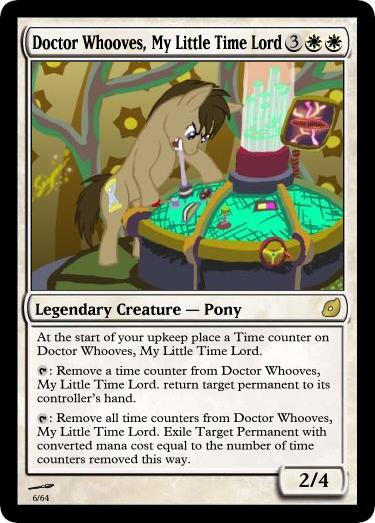 Doctor Whooves, My Little Time Lord 3
Legendary Creature — Pony
At the start of your upkeep place a Time counter on
Doctor Whooves, My Little Time Lord.
: Remove a time counter from Doctor Whooves,
My Little Time Lord. return target permanent to its
controller's hand.
: Remove all time counters from Doctor Whooves,
My Little Time Lord. Exile Target Permanent with
converted mana cost equal to the number of time
counters removed this way.
2/4
6/64